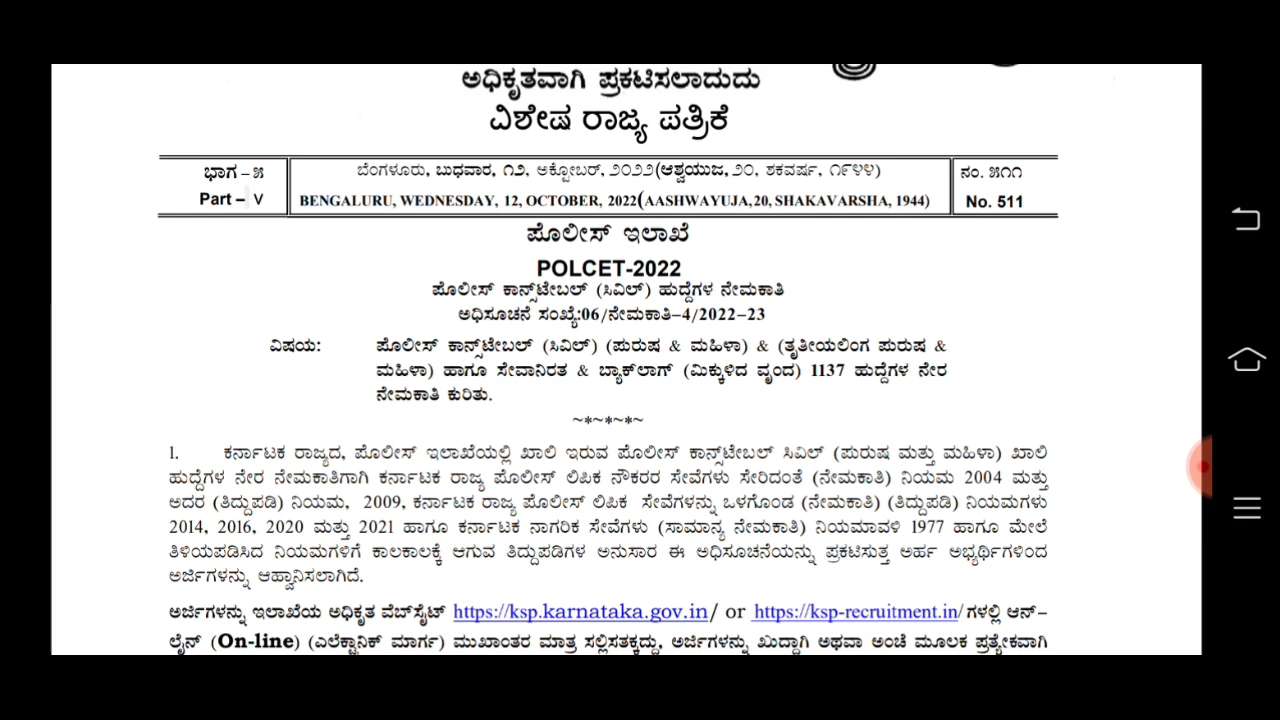 ಅಧಿಕೃತವಾಗಿ ಪ್ರಕಟಿಸಲಾದುದು
ವಿಶೇಷ ರಾಜ್ಯ ಪತ್ರಿಕೆ
ಭಾಗ – ೫
Part – V
ಬೆಂಗಳೂರು, ಬುಧವಾರ, ೧೨, ಅಕ್ಟೋಬರ್, ೨೦೨೨(ಆಶ್ವಯುಜ, ೨೦, ಶಕವರ್ಷ, ೧೯೪೪)
BENGALURU, WEDNESDAY, 12, OCTOBER, 2022(AASHWAYUJA,20, SHAKAVARSHA, 1944)
ನಂ. ೫೧೧
No. 511
ಪೊಲೀಸ್ ಇಲಾಖೆ
POLCET-2022
ಪೊಲೀಸ್ ಕಾನ್ಸ್‌ಟೇಬಲ್ (ಸಿವಿಲ್) ಹುದ್ದೆಗಳ ನೇಮಕಾತಿ
ಅಧಿಸೂಚನೆ ಸಂಖ್ಯೆ:06/ನೇಮಕಾತಿ–4/2022–23
ವಿಷಯ: ಪೊಲೀಸ್ ಕಾನ್ಸ್‌ಟೇಬಲ್ (ಸಿವಿಲ್) (ಪುರುಷ & ಮಹಿಳಾ) & (ತೃತೀಯಲಿಂಗ ಪುರುಷ &
ಮಹಿಳಾ) ಹಾಗೂ ಸೇವಾನಿರತ & ಬ್ಯಾಕ್‌ಲಾಗ್ (ಮಿಕ್ಕುಳಿದ ವೃಂದ) 1137 ಹುದ್ದೆಗಳ ನೇರ
ನೇಮಕಾತಿ ಕುರಿತು.
~*~*~*~
1. ಕರ್ನಾಟಕ ರಾಜ್ಯದ, ಪೊಲೀಸ್ ಇಲಾಖೆಯಲ್ಲಿ ಖಾಲಿ ಇರುವ ಪೊಲೀಸ್ ಕಾನ್ಸ್‌ಟೇಬಲ್ ಸಿವಿಲ್ (ಪುರುಷ ಮತ್ತು ಮಹಿಳಾ) ಖಾಲಿ
ಹುದ್ದೆಗಳ ನೇರ ನೇಮಕಾತಿಗಾಗಿ ಕರ್ನಾಟಕ ರಾಜ್ಯ ಪೊಲೀಸ್ ಲಿಪಿಕ ನೌಕರರ ಸೇವೆಗಳು ಸೇರಿದಂತೆ (ನೇಮಕಾತಿ) ನಿಯಮ 2004 ಮತ್ತು
ಅದರ (ತಿದ್ದುಪಡಿ) ನಿಯಮ, 2009, ಕರ್ನಾಟಕ ರಾಜ್ಯ ಪೊಲೀಸ್ ಲಿಪಿಕ ಸೇವೆಗಳನ್ನು ಒಳಗೊಂಡ (ನೇಮಕಾತಿ) (ತಿದ್ದುಪಡಿ) ನಿಯಮಗಳು
2014, 2016, 2020 ಮತ್ತು 2021 ಹಾಗೂ ಕರ್ನಾಟಕ ನಾಗರಿಕ ಸೇವೆಗಳು (ಸಾಮಾನ್ಯ ನೇಮಕಾತಿ) ನಿಯಮಾವಳಿ 1977 ಹಾಗೂ ಮೇಲೆ
ತಿಳಿಯಪಡಿಸಿದ ನಿಯಮಗಳಿಗೆ ಕಾಲಕಾಲಕ್ಕೆ ಆಗುವ ತಿದ್ದುಪಡಿಗಳ ಅನುಸಾರ ಈ ಅಧಿಸೂಚನೆಯನ್ನು ಪ್ರಕಟಿಸುತ್ತ ಅರ್ಹ ಅಭ್ಯರ್ಥಿಗಳಿಂದ
ಅರ್ಜಿಗಳನ್ನು ಆಹ್ವಾನಿಸಲಾಗಿದೆ.
ಅರ್ಜಿಗಳನ್ನು ಇಲಾಖೆಯ ಅಧಿಕೃತ ವೆಬ್‌ಸೈಟ್ https://ksp.karnataka.gov.in/ or https://ksp-recruitment.in/ ಗಳಲ್ಲಿ ಆನ್–
ಲೈನ್ (On-line) (ಎಲೆಕ್ಟ್ರಾನಿಕ್ ಮಾರ್ಗ) ಮುಖಾಂತರ ಮಾತ್ರ ಸಲ್ಲಿಸತಕ್ಕದ್ದು, ಅರ್ಜಿಗಳನ್ನು ಖುದ್ದಾಗಿ ಅಥವಾ ಅಂಚೆ ಮೂಲಕ ಪ್ರತ್ಯೇಕವಾಗಿ